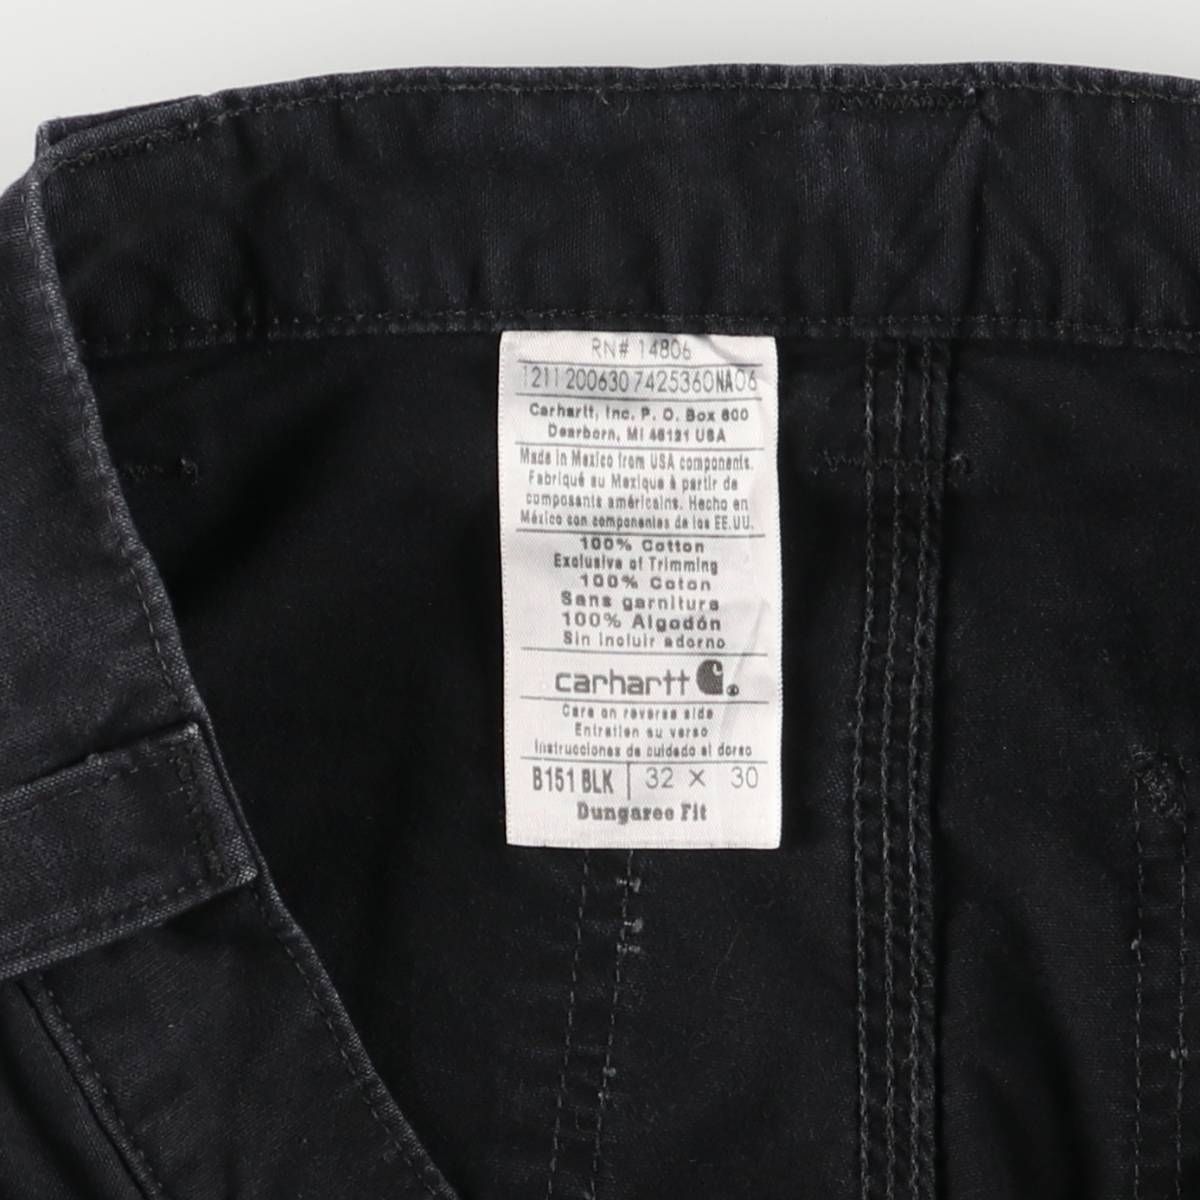 RN# 14806
1211 200630 7425360NA06
Carhartt, Inc. P. O. Box 600
Dearborn, MI 48121 USA
Made in Mexico from USA components.
Fabriqué au Mexique à partir de
composants américains. Hecho en
México con componentes de los EE.UU.
100% Cotton
Exclusive of Trimming
100% Coton
Sans garniture
100% Algodón
Sin incluir adorno
carhartt ®
Care on reverse side
Entretien au verso
Instrucciones de cuidado al dorso
B151 BLK | 32 × 30
Dungaree Fit